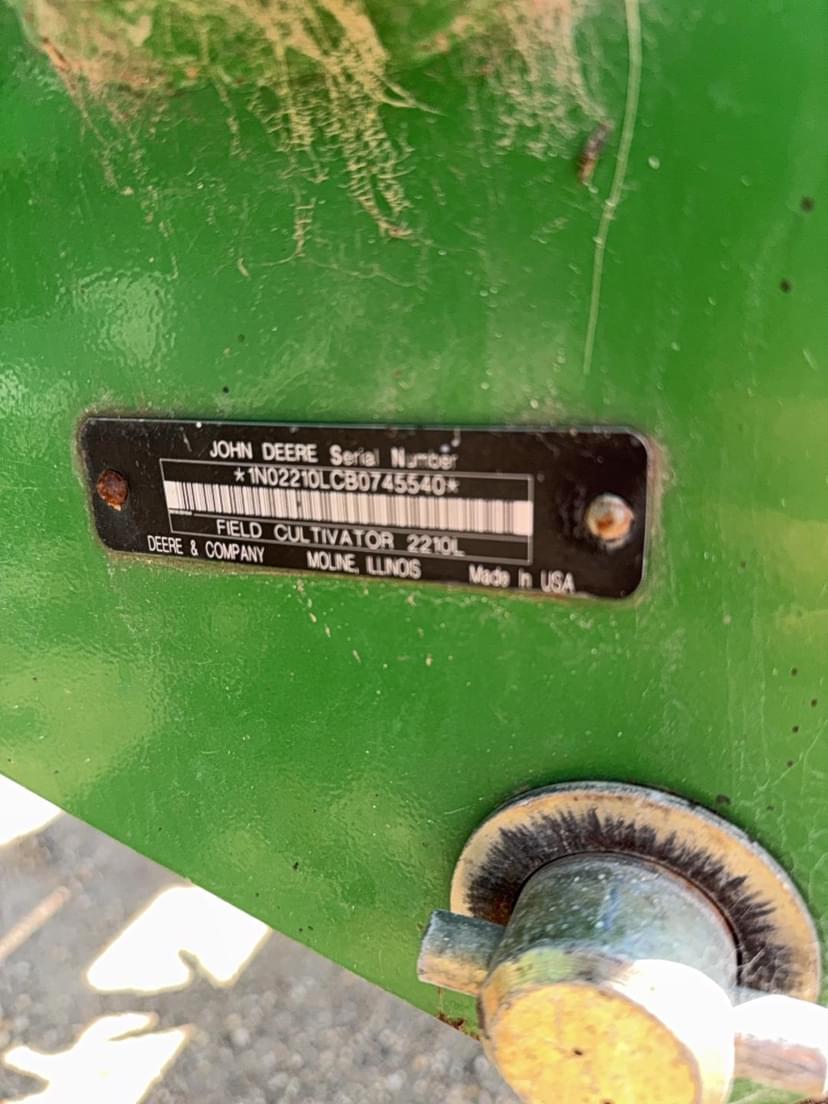 JOHN DEERE Serial Number
*1N02210LCB0745540*
FIELD CULTIVATOR 2210L
DEERE & COMPANY MOLINE, ILLINOIS Made in USA